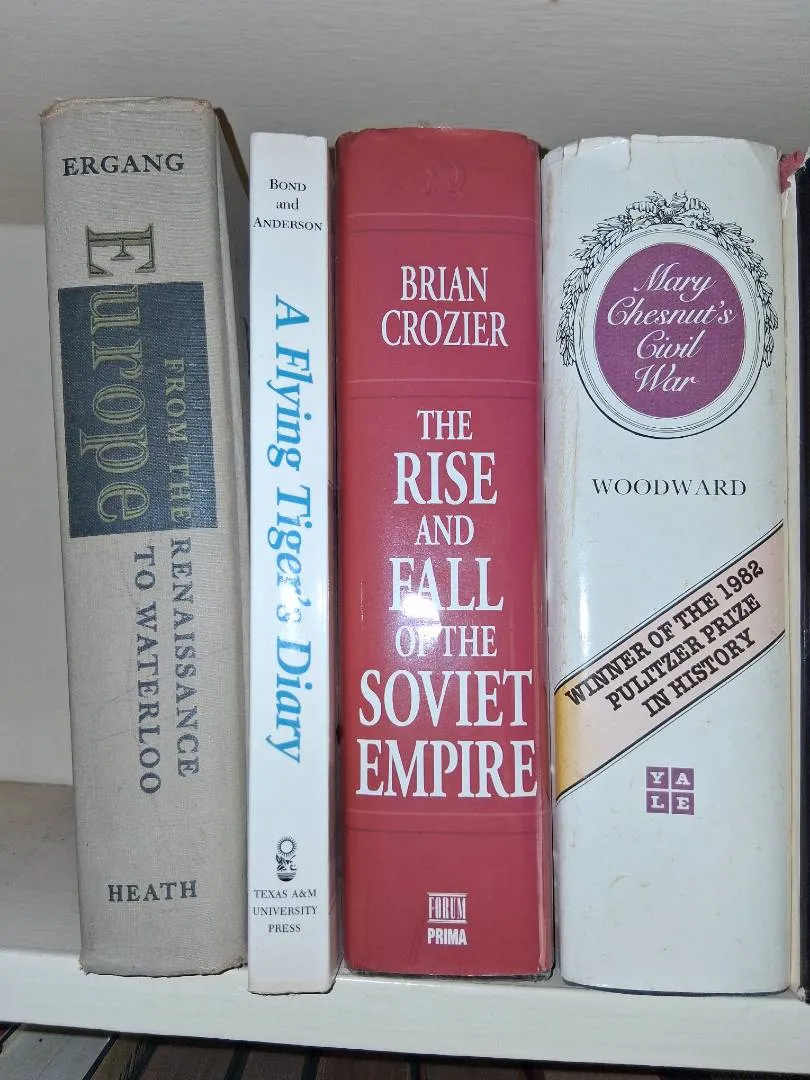 ERGANG
Europe
FROM THE RENAISSANCE
TO WATERLOO
HEATH
BOND
and
ANDERSON
A Flying Tiger's Diary
TEXAS A&M
UNIVERSITY
PRESS
BRIAN
CROZIER
THE
RISE
AND
FALL
OF THE
SOVIET
EMPIRE
FORUM
PRIMA
Mary
Chesnut's
Civil
War
WOODWARD
WINNER OF THE 1982
PULITZER PRIZE
IN HISTORY
YA
LE